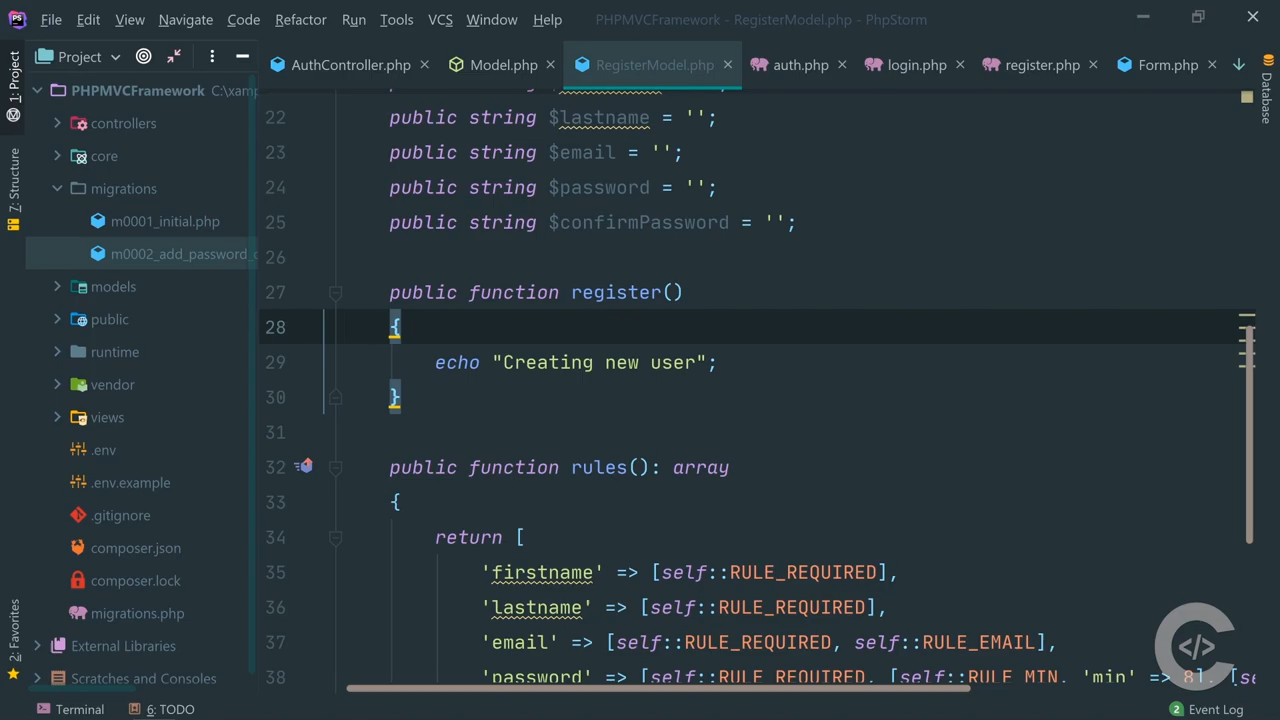 PS File Edit View Navigate Code Refactor Run Tools VCS Window Help PHPMVCFramework - RegisterModel.php - PhpStorm
Project AuthController.php Model.php RegisterModel.php auth.php login.php register.php Form.php
1: Project
7: Structure
2: Favorites
PHPMVCFramework C:\xamp
controllers
core
migrations
m0001_initial.php
m0002_add_password_
models
public
runtime
vendor
views
.env
.env.example
.gitignore
composer.json
composer.lock
migrations.php
External Libraries
Scratches and Consoles
22 public string $lastname = '';
23 public string $email = '';
24 public string $password = '';
25 public string $confirmPassword = '';
26
27 public function register()
28 {
29 echo "Creating new user";
30 }
31
32 public function rules(): array
33 {
34 return [
35 'firstname' => [self::RULE_REQUIRED],
36 'lastname' => [self::RULE_REQUIRED],
37 'email' => [self::RULE_REQUIRED, self::RULE_EMAIL],
38 'password' => [self::RULE_REQUIRED, [self::RULE_MIN, 'min' => 8], [se
Database
Terminal 6: TODO 2 Event Log